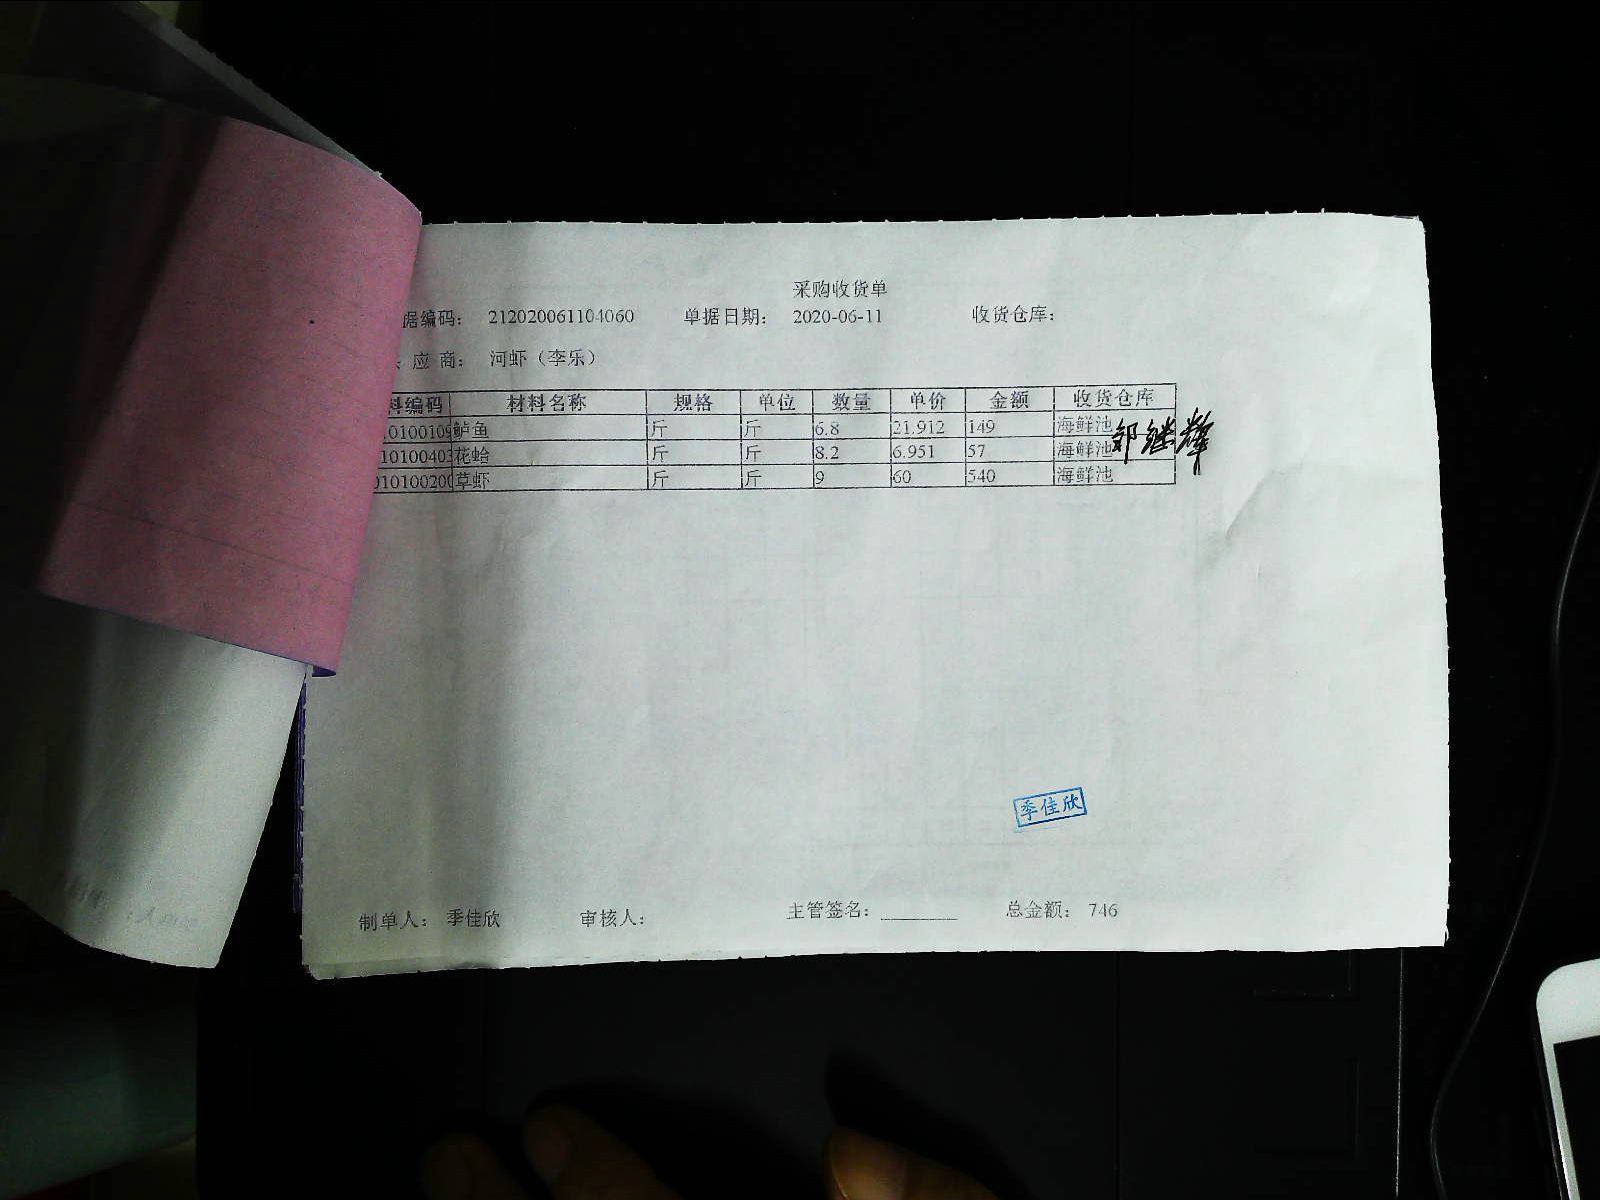 采购收货单
据编码： 212020061104060 单据日期： 2020-06-11 收货仓库：
应 商： 河虾（李乐）
料编码 材料名称 规格 单位 数量 单价 金额 收货仓库
0100109 鲈鱼 斤 斤 6.8 21.912 149 海鲜池
10100403 花蛤 斤 斤 8.2 6.951 57 海鲜池
010100200 草虾 斤 斤 9 60 540 海鲜池
季佳欣
制单人： 季佳欣 审核人： 主管签名： ________ 总金额： 746